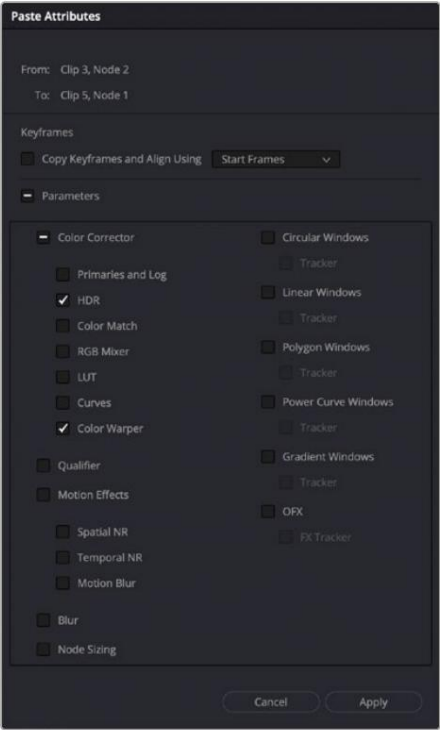 Paste Attributes
From: Clip 3, Node 2
To: Clip 5, Node 1
Keyframes
Copy Keyframes and Align Using Start Frames
Parameters
Color Corrector
Primaries and Log
HDR
Color Match
RGB Mixer
LUT
Curves
Color Warper
Qualifier
Motion Effects
Spatial NR
Temporal NR
Motion Blur
Blur
Node Sizing
Circular Windows
Tracker
Linear Windows
Tracker
Polygon Windows
Tracker
Power Curve Windows
Tracker
Gradient Windows
Tracker
OFX
FX Tracker
Cancel Apply